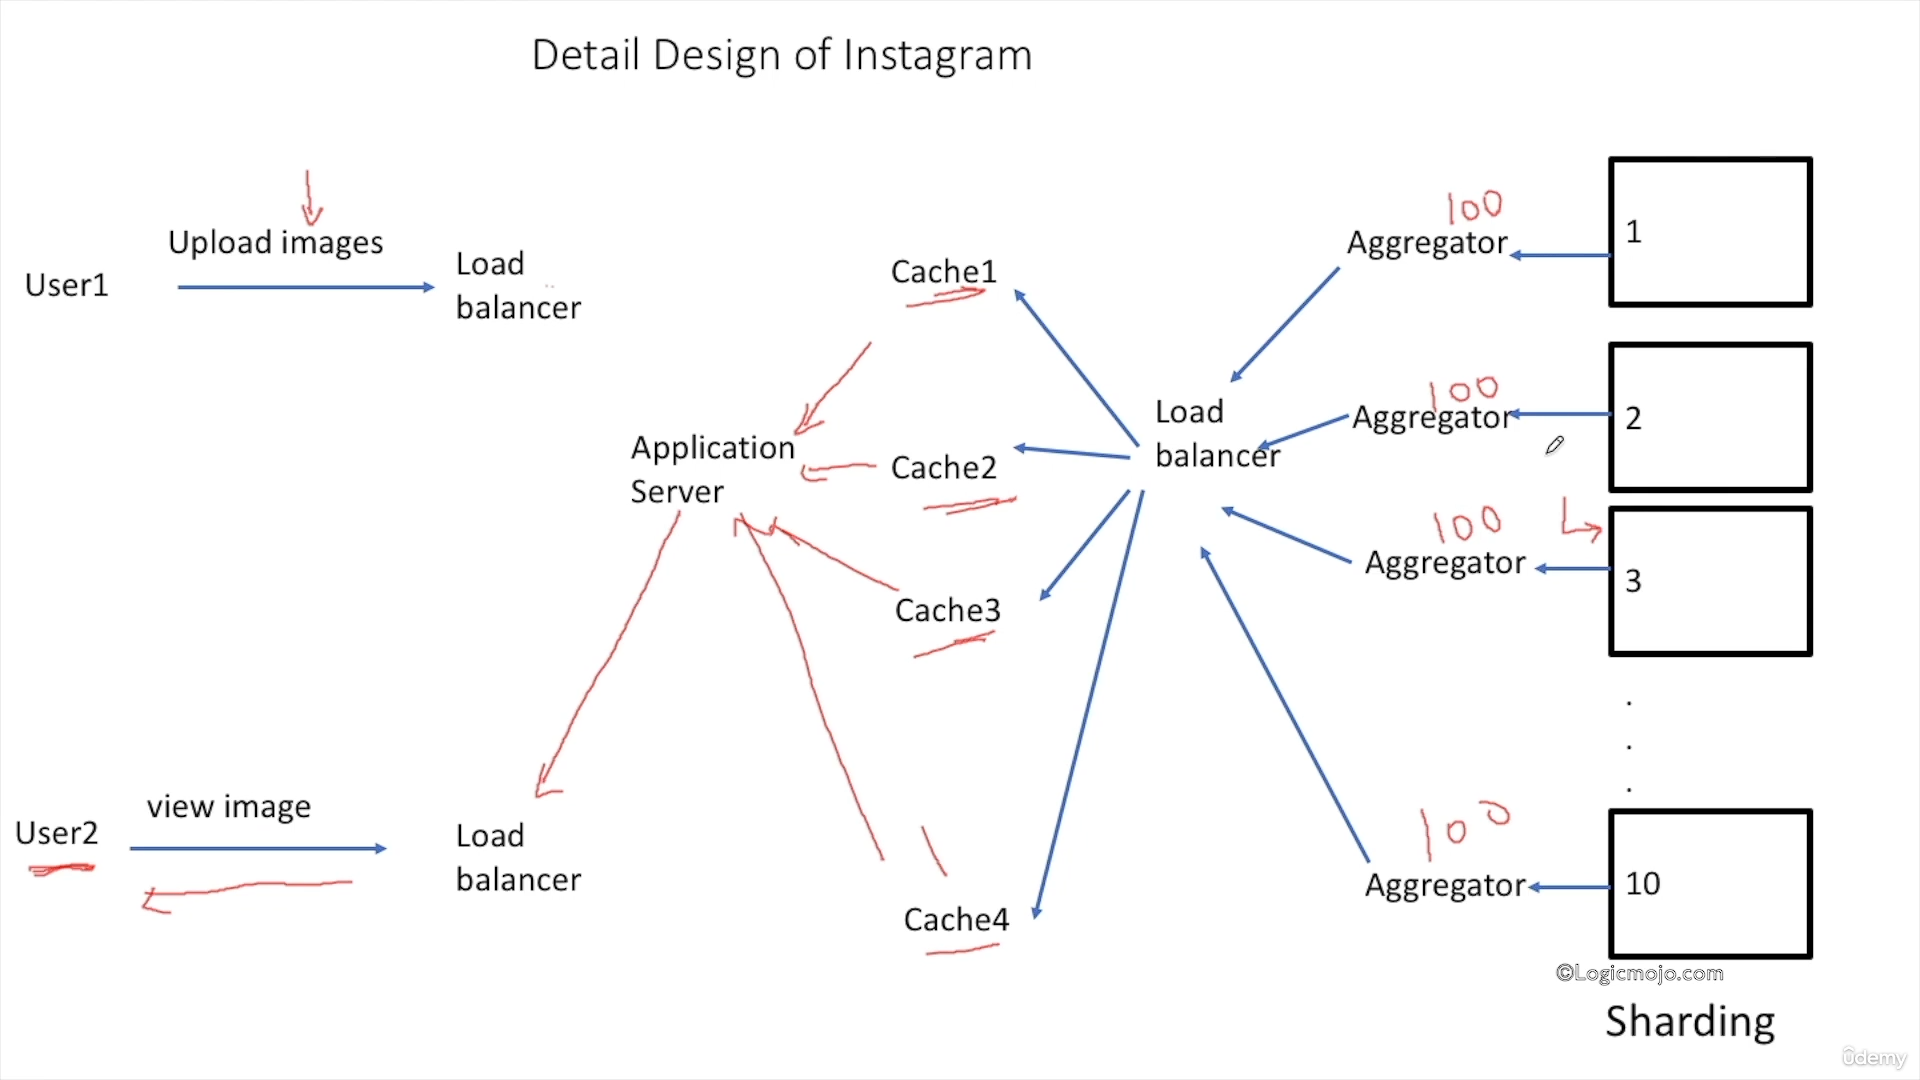 Detail Design of Instagram
Upload images
User1
Load
balancer
Cache1
100
Aggregator
1
Application
Server
Cache2
Load
balancer
100
Aggregator
2
Cache3
100
Aggregator
3
.
.
.
view image
User2
Load
balancer
Cache4
100
Aggregator
10
©Logicmojo.com
Sharding
ûdemy